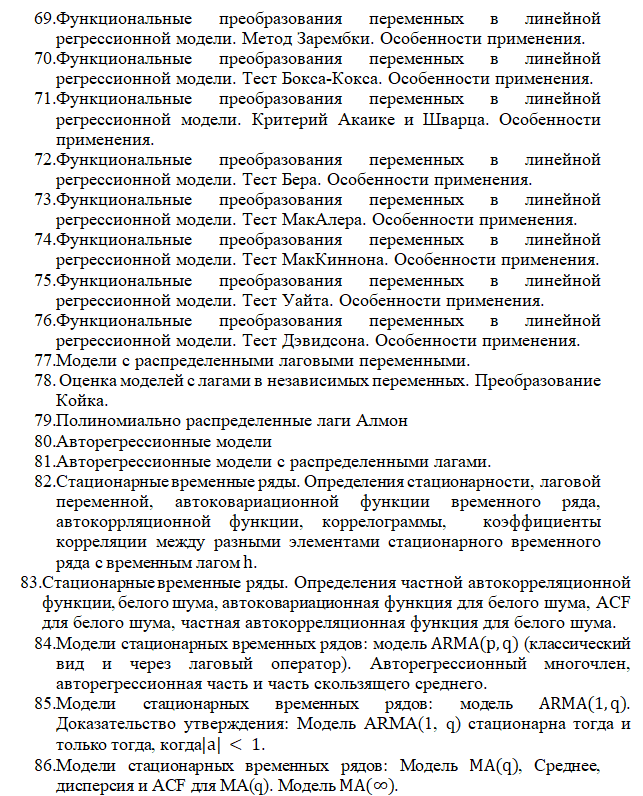 69.Функциональные преобразования переменных в линейной
регрессионной модели. Метод Зарембки. Особенности применения.
70.Функциональные преобразования переменных в линейной
регрессионной модели. Тест Бокса-Кокса. Особенности применения.
71.Функциональные преобразования переменных в линейной
регрессионной модели. Критерий Акаике и Шварца. Особенности
применения.
72.Функциональные преобразования переменных в линейной
регрессионной модели. Тест Бера. Особенности применения.
73.Функциональные преобразования переменных в линейной
регрессионной модели. Тест МакАлера. Особенности применения.
74.Функциональные преобразования переменных в линейной
регрессионной модели. Тест МакКиннона. Особенности применения.
75.Функциональные преобразования переменных в линейной
регрессионной модели. Тест Уайта. Особенности применения.
76.Функциональные преобразования переменных в линейной
регрессионной модели. Тест Дэвидсона. Особенности применения.
77.Модели с распределенными лаговыми переменными.
78. Оценка моделей с лагами в независимых переменных. Преобразование
Койка.
79.Полиномиально распределенные лаги Алмон
80.Авторегрессионные модели
81.Авторегрессионные модели с распределенными лагами.
82.Стационарные временные ряды. Определения стационарности, лаговой
переменной, автоковариационной функции временного ряда,
автокоррляционной функции, коррелограммы, коэффициенты
корреляции между разными элементами стационарного временного
ряда с временным лагом h.
83.Стационарные временные ряды. Определения частной автокорреляционной
функции, белого шума, автоковариационная функция для белого шума, ACF
для белого шума, частная автокорреляционная функция для белого шума.
84.Модели стационарных временных рядов: модель ARMA(p, q) (классический
вид и через лаговый оператор). Авторегрессионный многочлен,
авторегрессионная часть и часть скользящего среднего.
85.Модели стационарных временных рядов: модель ARMA(1, q).
Доказательство утверждения: Модель ARMA(1, q) стационарна тогда и
только тогда, когда|a| < 1.
86.Модели стационарных временных рядов: Модель MA(q), Среднее,
дисперсия и ACF для MA(q). Модель MA(∞).